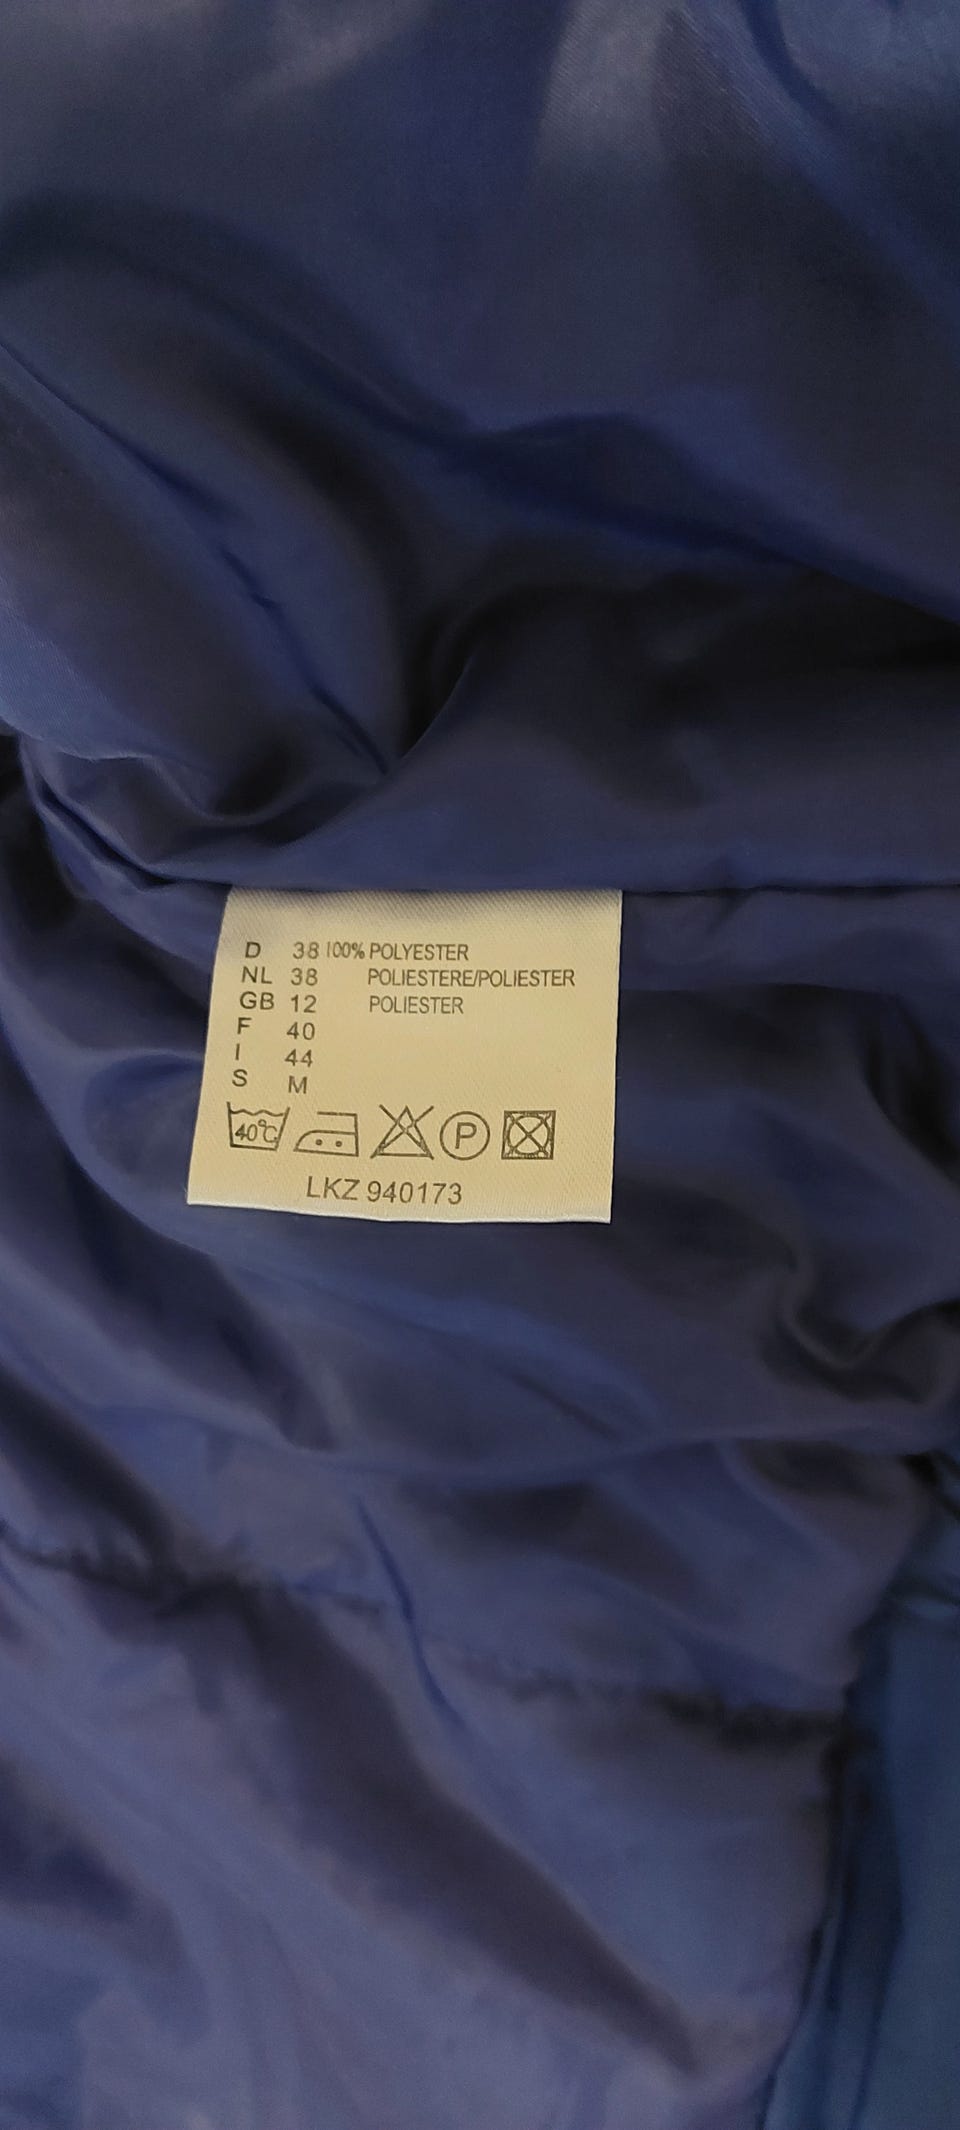 D 38 100% POLYESTER
NL 38 POLIESTERE/POLIESTER
GB 12 POLIESTER
F 40
I 44
S M
40°C P
LKZ 940173